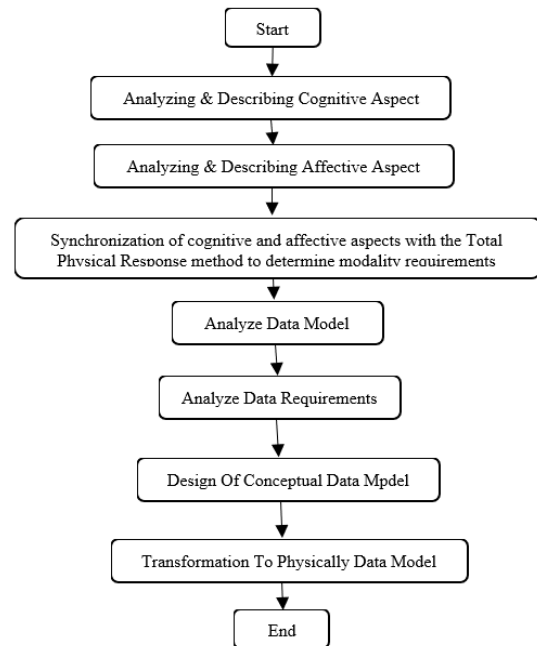 Start
Analyzing & Describing Cognitive Aspect
Analyzing & Describing Affective Aspect
Synchronization of cognitive and affective aspects with the Total
Physical Response method to determine modality requirements
Analyze Data Model
Analyze Data Requirements
Design Of Conceptual Data Mpdel
Transformation To Physically Data Model
End